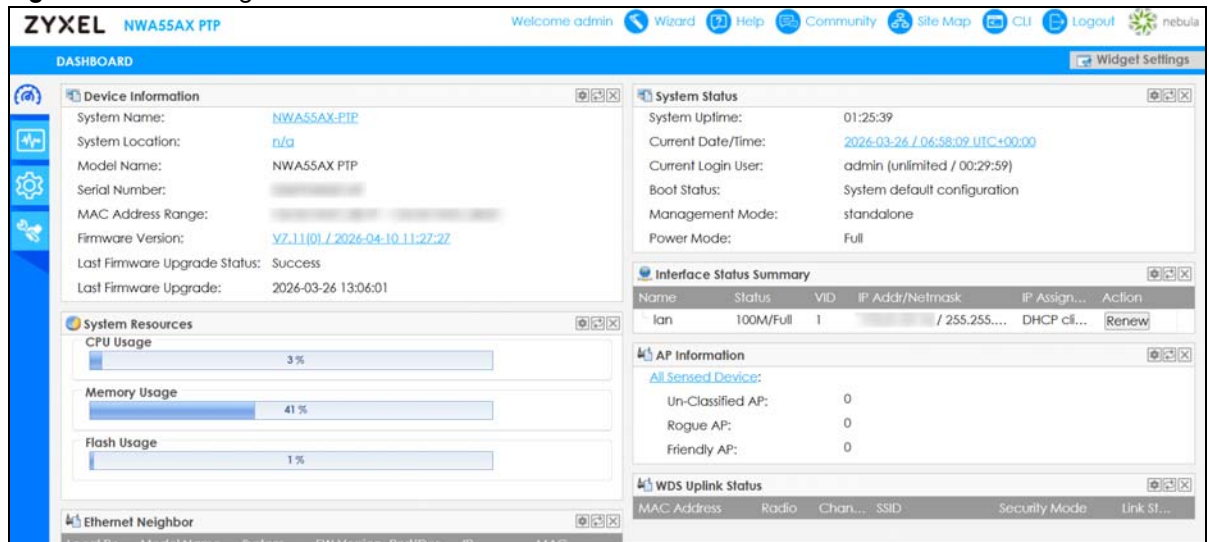 ZYXEL NWA55AX PTP Welcome admin Wizard Help Community Site Map CLI Logout nebula
DASHBOARD Widget Settings
Device Information
System Name: NWA55AX-PTP
System Location: n/a
Model Name: NWA55AX PTP
Serial Number:
MAC Address Range:
Firmware Version: V7.11(0) / 2026-04-10 11:27:27
Last Firmware Upgrade Status: Success
Last Firmware Upgrade: 2026-03-26 13:06:01
System Resources
CPU Usage
3 %
Memory Usage
41 %
Flash Usage
1 %
Ethernet Neighbor
System Status
System Uptime: 01:25:39
Current Date/Time: 2026-03-26 / 06:58:09 UTC+00:00
Current Login User: admin (unlimited / 00:29:59)
Boot Status: System default configuration
Management Mode: standalone
Power Mode: Full
Interface Status Summary
Name Status VID IP Addr/Netmask IP Assign... Action
lan 100M/Full 1 / 255.255.... DHCP cli... Renew
AP Information
All Sensed Device:
Un-Classified AP: 0
Rogue AP: 0
Friendly AP: 0
WDS Uplink Status
MAC Address Radio Chan... SSID Security Mode Link St...